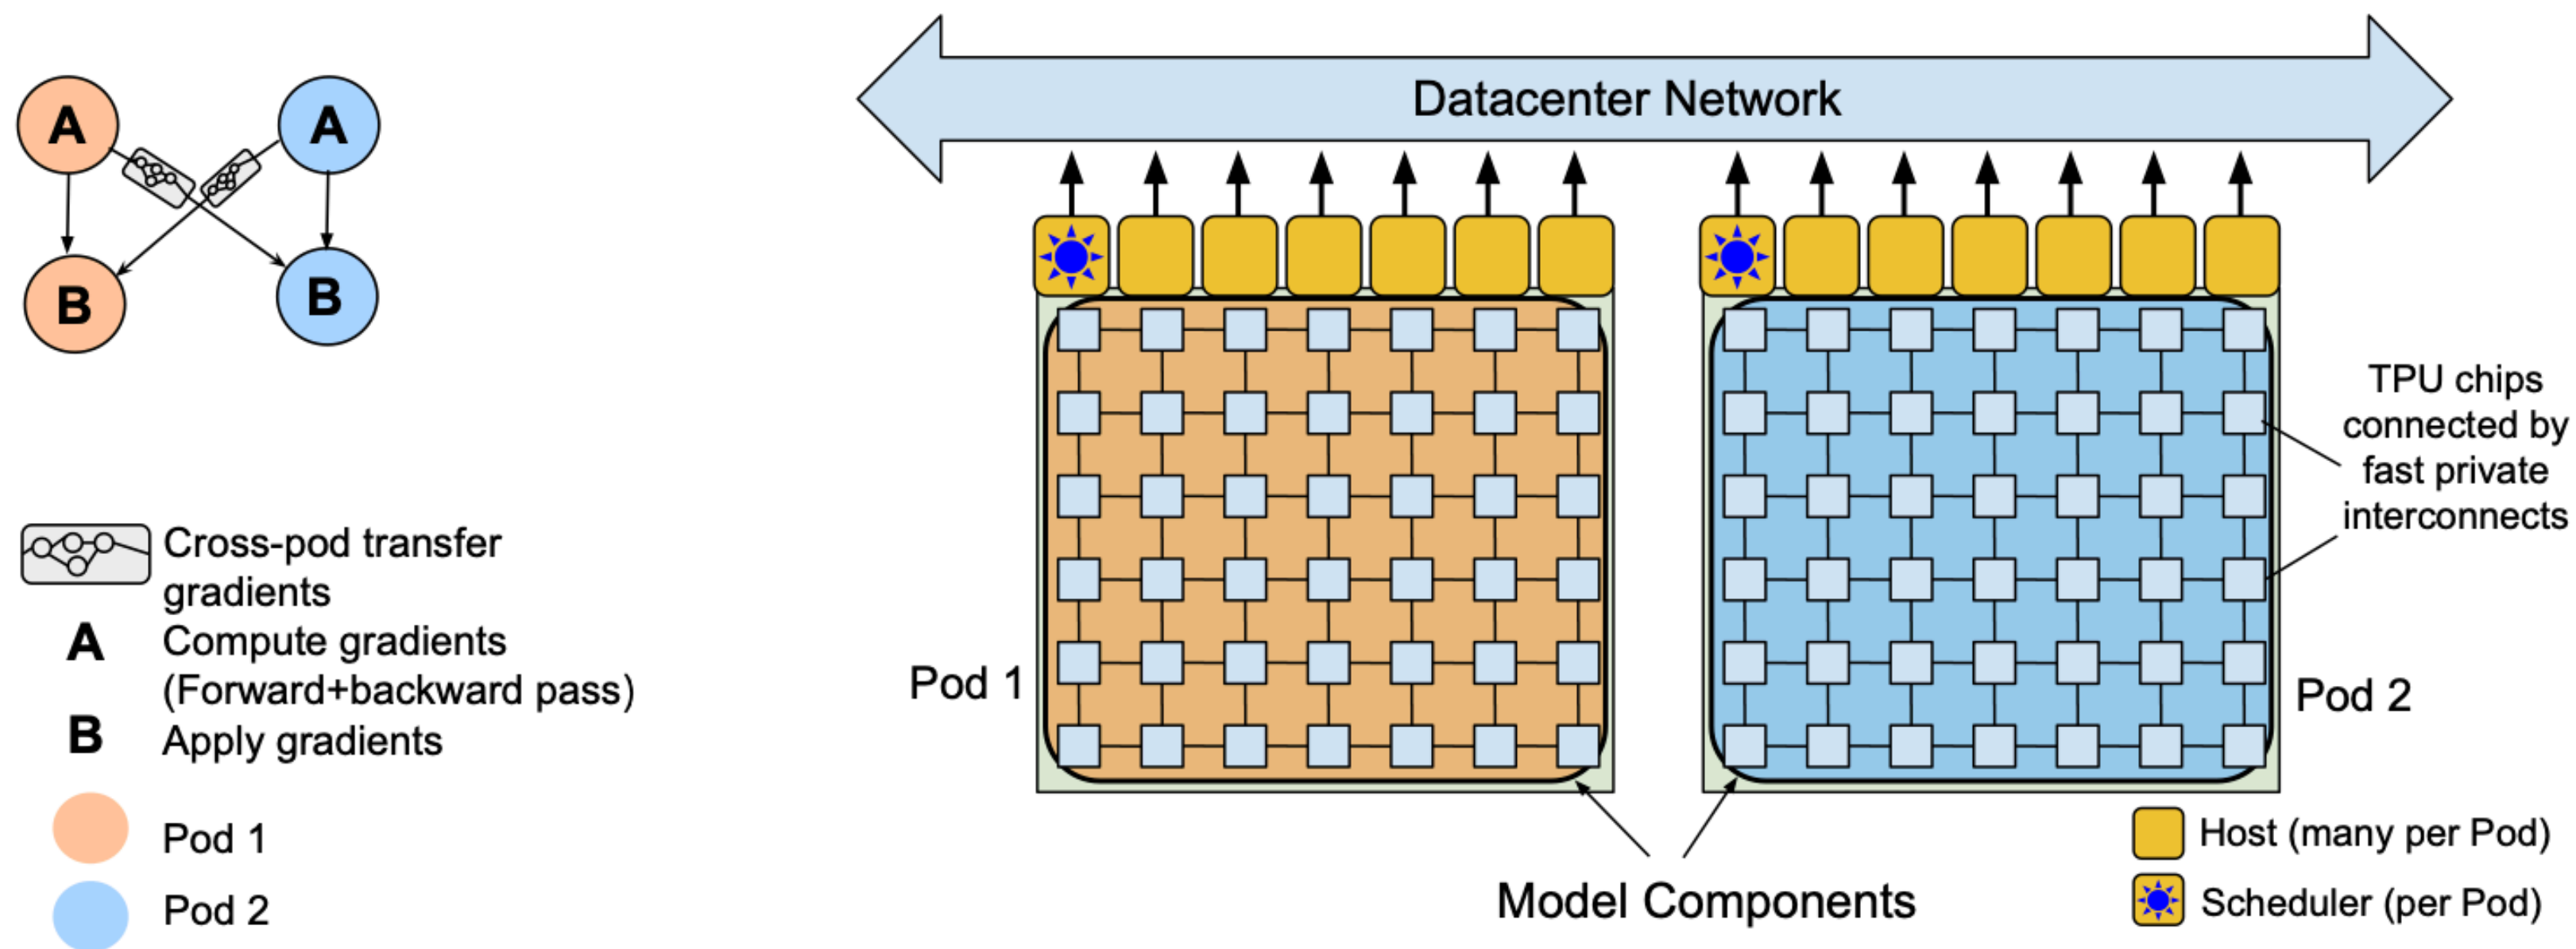 A
A
B
B
Cross-pod transfer
gradients
A
Compute gradients
(Forward+backward pass)
B
Apply gradients
Pod 1
Pod 2
Datacenter Network
Pod 1
Pod 2
TPU chips
connected by
fast private
interconnects
Model Components
Host (many per Pod)
Scheduler (per Pod)